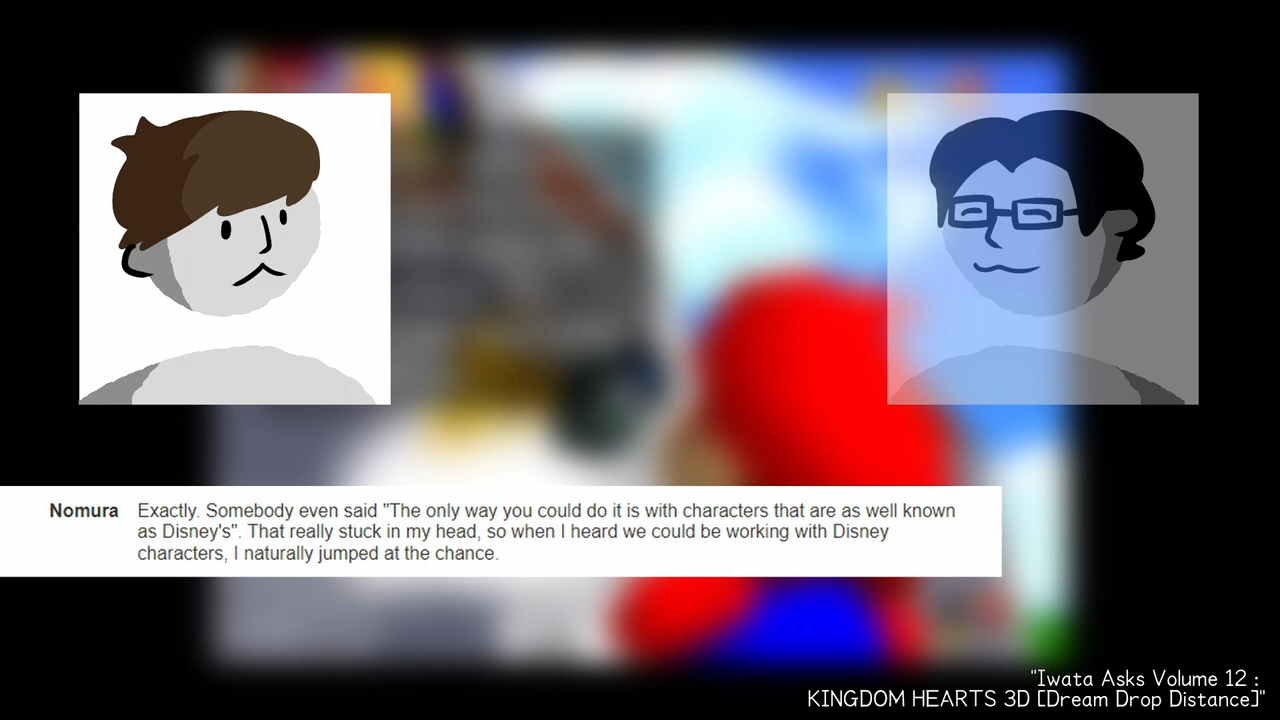 Nomura Exactly. Somebody even said "The only way you could do it is with characters that are as well known
as Disney's". That really stuck in my head, so when I heard we could be working with Disney
characters, I naturally jumped at the chance.
"Iwata Asks Volume 12 :
KINGDOM HEARTS 3D [Dream Drop Distance]"